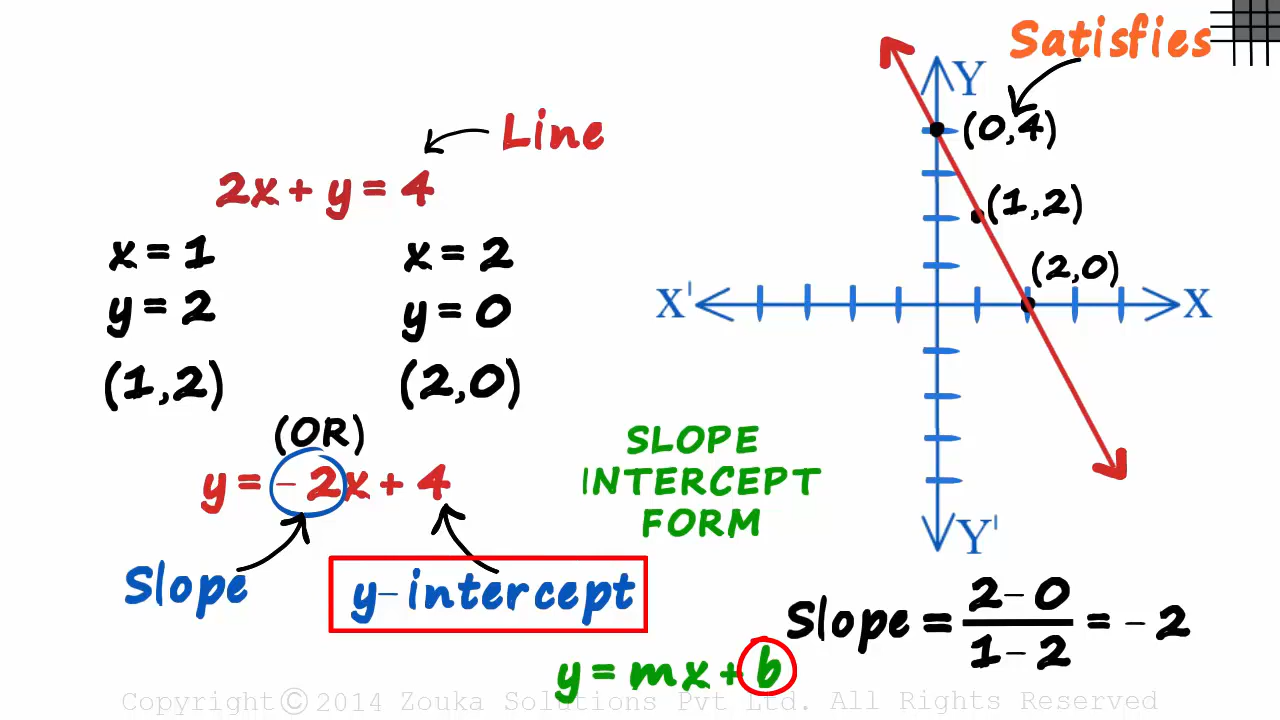 Satisfies
Y
Line
(0,4)
2x + y = 4
(1,2)
x = 1
x = 2
(2,0)
y = 2
y = 0
X' X
(1,2)
(2,0)
(OR)
SLOPE
INTERCEPT
FORM
y = - 2x + 4
Y'
Slope
y-intercept
Slope = 2 - 0 / 1 - 2 = - 2
y = mx + b
Copyright© 2014 Zouka Solutions Pvt Ltd. All Rights Reserved